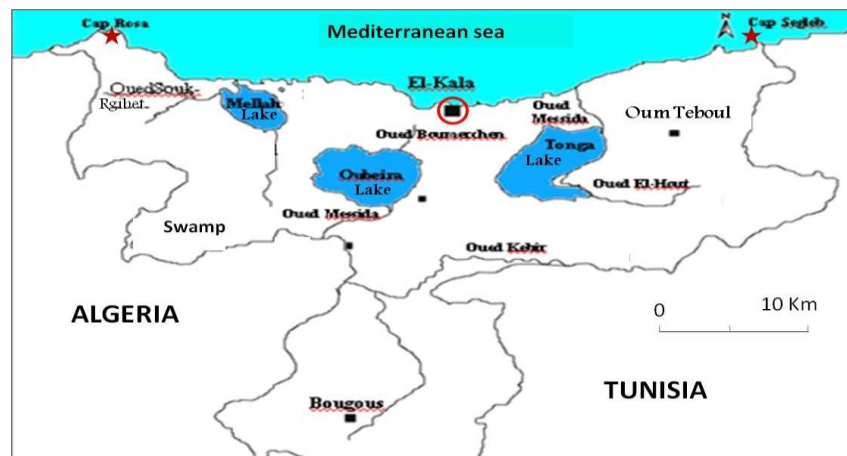 Cap Rosa
Mediterranean sea
Cap Segleb
El-Kala
OuedSouk-
Rgibet
Mellah
Lake
Oued
Messida
Oum Teboul
Oued Boumerchen
Tonga
Lake
Oubeira
Lake
Oued El-Hout
Oued Messida
Swamp
Oued Kebir
ALGERIA
0 10 Km
TUNISIA
Bougous